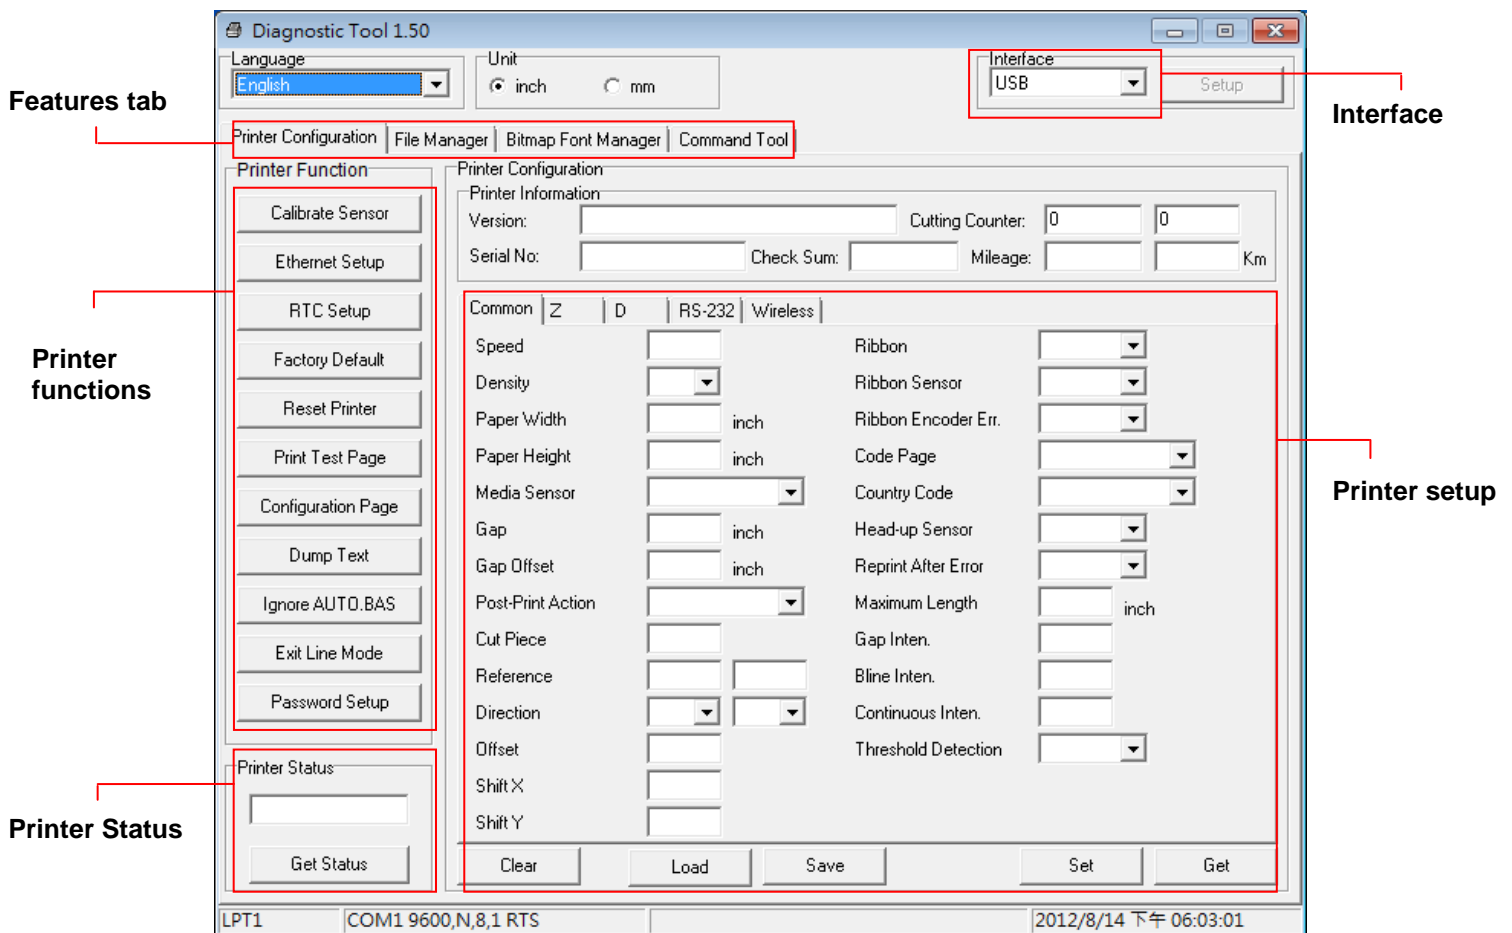 Diagnostic Tool 1.50
Language
English
Unit
inch
mm
Interface
USB
Setup
Features tab
Interface
Printer Configuration
File Manager
Bitmap Font Manager
Command Tool
Printer Function
Calibrate Sensor
Ethernet Setup
RTC Setup
Factory Default
Reset Printer
Print Test Page
Configuration Page
Dump Text
Ignore AUTO.BAS
Exit Line Mode
Password Setup
Printer functions
Printer Status
Get Status
Printer Status
Printer Configuration
Printer Information
Version:
Cutting Counter: 0 0
Serial No:
Check Sum:
Mileage:
Km
Common
Z
D
RS-232
Wireless
Speed
Density
Paper Width inch
Paper Height inch
Media Sensor
Gap inch
Gap Offset inch
Post-Print Action
Cut Piece
Reference
Direction
Offset
Shift X
Shift Y
Ribbon
Ribbon Sensor
Ribbon Encoder Err.
Code Page
Country Code
Head-up Sensor
Reprint After Error
Maximum Length inch
Gap Inten.
Bline Inten.
Continuous Inten.
Threshold Detection
Printer setup
Clear
Load
Save
Set
Get
LPT1
COM1 9600,N,8,1 RTS
2012/8/14 下午 06:03:01